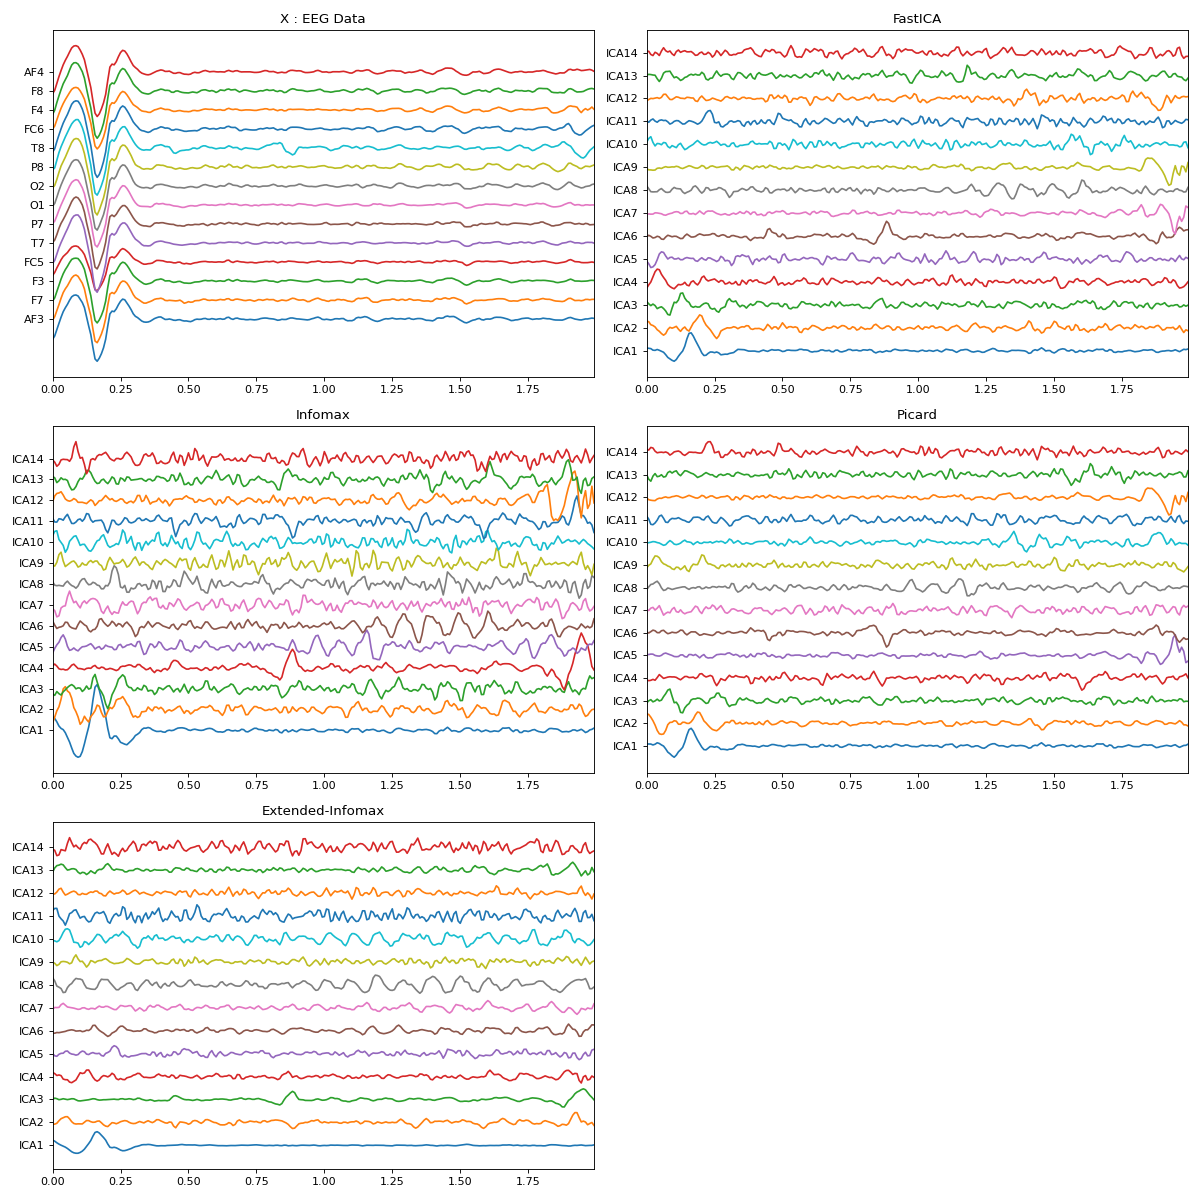 X : EEG Data
AF4
F8
F4
FC6
T8
P8
O2
O1
P7
T7
FC5
F3
F7
AF3
0.00 0.25 0.50 0.75 1.00 1.25 1.50 1.75
FastICA
ICA14
ICA13
ICA12
ICA11
ICA10
ICA9
ICA8
ICA7
ICA6
ICA5
ICA4
ICA3
ICA2
ICA1
0.00 0.25 0.50 0.75 1.00 1.25 1.50 1.75
Infomax
ICA14
ICA13
ICA12
ICA11
ICA10
ICA9
ICA8
ICA7
ICA6
ICA5
ICA4
ICA3
ICA2
ICA1
0.00 0.25 0.50 0.75 1.00 1.25 1.50 1.75
Picard
ICA14
ICA13
ICA12
ICA11
ICA10
ICA9
ICA8
ICA7
ICA6
ICA5
ICA4
ICA3
ICA2
ICA1
0.00 0.25 0.50 0.75 1.00 1.25 1.50 1.75
Extended-Infomax
ICA14
ICA13
ICA12
ICA11
ICA10
ICA9
ICA8
ICA7
ICA6
ICA5
ICA4
ICA3
ICA2
ICA1
0.00 0.25 0.50 0.75 1.00 1.25 1.50 1.75